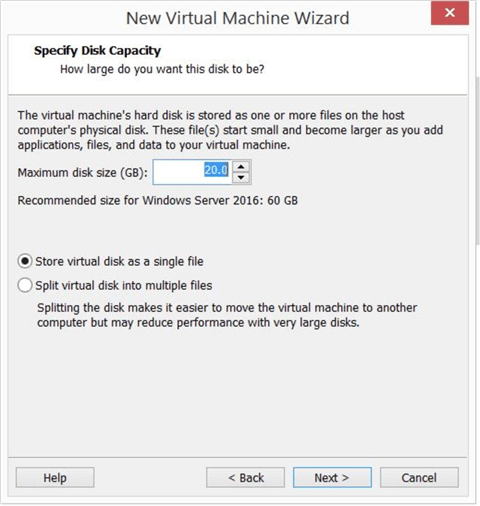 New Virtual Machine Wizard
Specify Disk Capacity
How large do you want this disk to be?
The virtual machine's hard disk is stored as one or more files on the host
computer's physical disk. These file(s) start small and become larger as you add
applications, files, and data to your virtual machine.
Maximum disk size (GB): 20.0
Recommended size for Windows Server 2016: 60 GB
Store virtual disk as a single file
Split virtual disk into multiple files
Splitting the disk makes it easier to move the virtual machine to another
computer but may reduce performance with very large disks.
Help < Back Next > Cancel